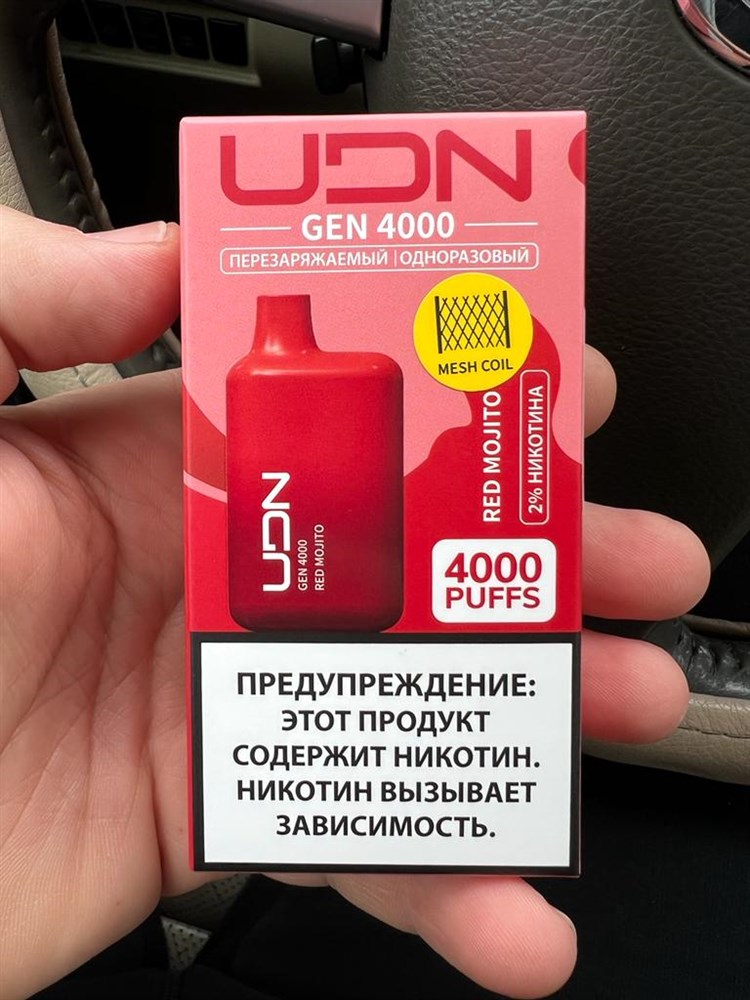 UDN
GEN 4000
ПЕРЕЗАРЯЖАЕМЫЙ | ОДНОРАЗОВЫЙ
MESH COIL
RED MOJITO
2% НИКОТИНА
UDN
GEN 4000
RED MOJITO
4000
PUFFS
ПРЕДУПРЕЖДЕНИЕ:
ЭТОТ ПРОДУКТ
СОДЕРЖИТ НИКОТИН.
НИКОТИН ВЫЗЫВАЕТ
ЗАВИСИМОСТЬ.